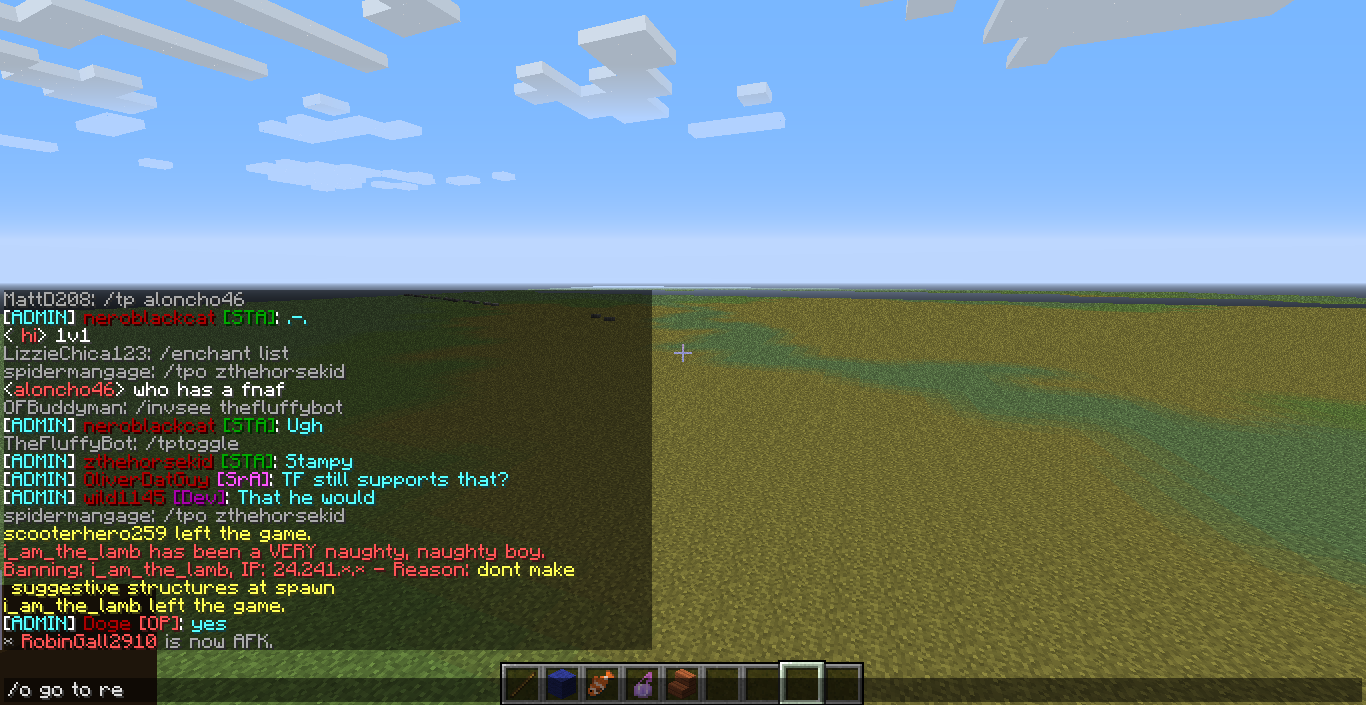 MattD208: /tp aloncho46
[ADMIN] neroblackcat [STA]: .-.
< hi> 1v1
LizzieChica123: /enchant list
spidermangage: /tpo zthehorsekid
<aloncho46> who has a fnaf
OFBuddyman: /invsee thefluffybot
[ADMIN] neroblackcat [STA]: Ugh
TheFluffyBot: /tptoggle
[ADMIN] zthehorsekid [STA]: Stampy
[ADMIN] OliverDatGuy [SrA]: TF still supports that?
[ADMIN] wild1145 [Dev]: That he would
spidermangage: /tpo zthehorsekid
scooterhero259 left the game.
i_am_the_lamb has been a VERY naughty, naughty boy.
Banning: i_am_the_lamb, IP: 24.241.*.* - Reason: dont make
suggestive structures at spawn
i_am_the_lamb left the game.
[ADMIN] Doge [OP]: yes
* RobinGall2910 is now AFK.
/o go to re